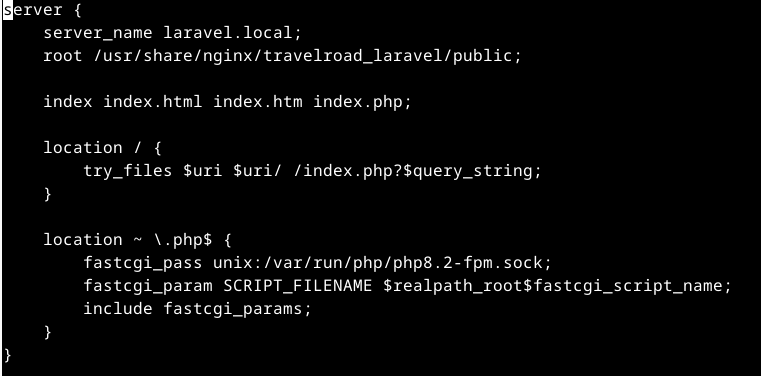 server {
    server_name laravel.local;
    root /usr/share/nginx/travelroad_laravel/public;

    index index.html index.htm index.php;

    location / {
        try_files $uri $uri/ /index.php?$query_string;
    }

    location ~ \.php$ {
        fastcgi_pass unix:/var/run/php/php8.2-fpm.sock;
        fastcgi_param SCRIPT_FILENAME $realpath_root$fastcgi_script_name;
        include fastcgi_params;
    }
}